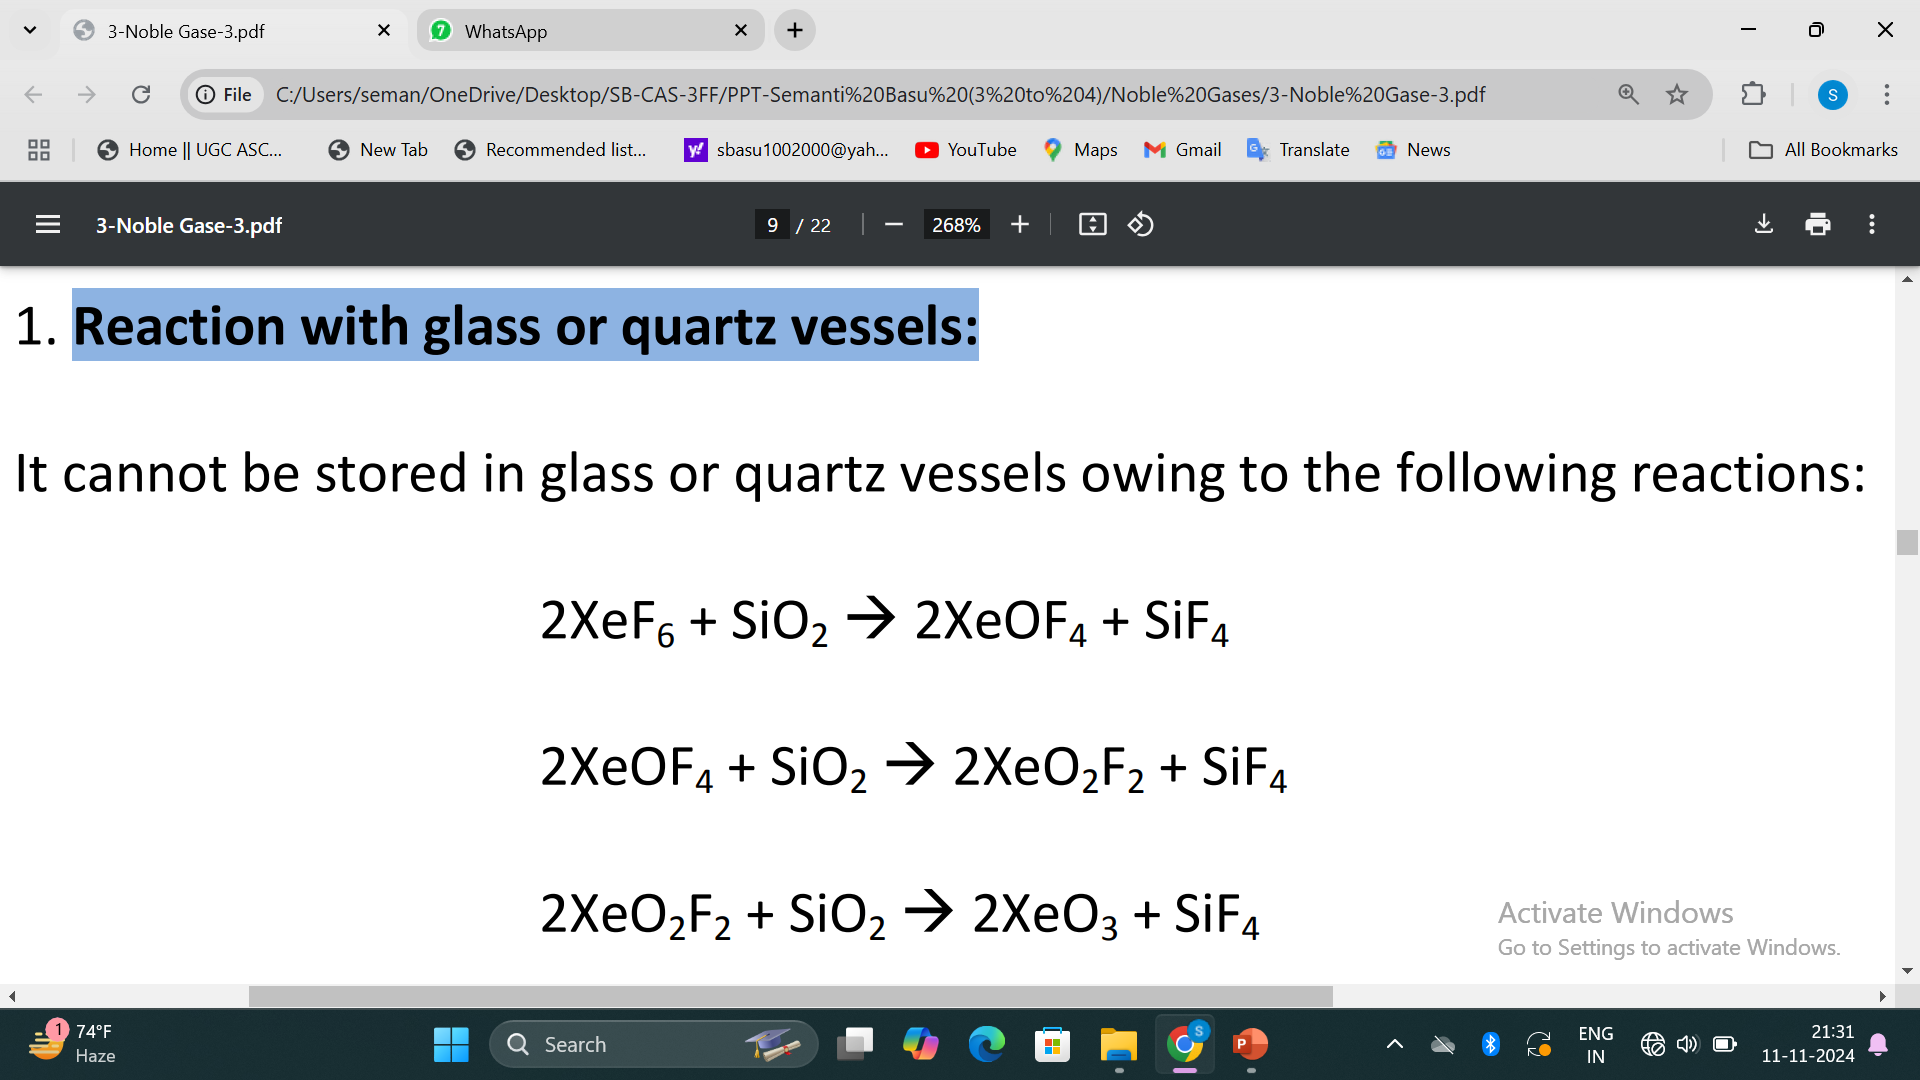 3-Noble Gase-3.pdf
7 WhatsApp
File C:/Users/seman/OneDrive/Desktop/SB-CAS-3FF/PPT-Semanti%20Basu%20(3%20to%204)/Noble%20Gases/3-Noble%20Gase-3.pdf S
Home || UGC ASC... New Tab Recommended list... y! sbasu1002000@yah... YouTube Maps Gmail Translate News All Bookmarks
3-Noble Gase-3.pdf 9 / 22 268%
1. Reaction with glass or quartz vessels:
It cannot be stored in glass or quartz vessels owing to the following reactions:
2XeF₆ + SiO₂ → 2XeOF₄ + SiF₄
2XeOF₄ + SiO₂ → 2XeO₂F₂ + SiF₄
2XeO₂F₂ + SiO₂ → 2XeO₃ + SiF₄
Activate Windows
Go to Settings to activate Windows.
1 74°F
Haze
Search
S
P
ENG
IN
21:31
11-11-2024